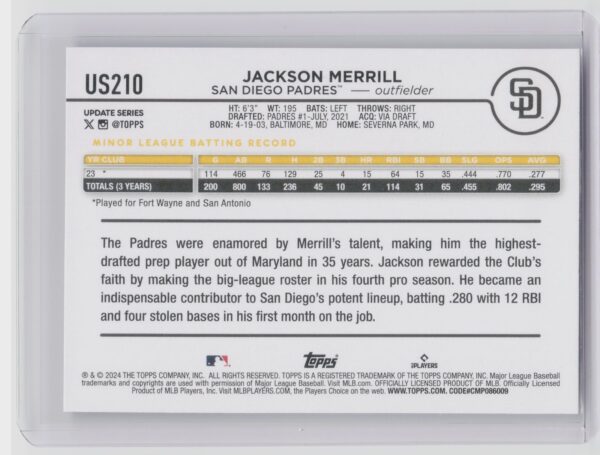 US210
JACKSON MERRILL
SAN DIEGO PADRES™ — outfielder
SD
UPDATE SERIES
X @TOPPS
HT: 6'3" WT: 195 BATS: LEFT THROWS: RIGHT
DRAFTED: PADRES #1-JULY, 2021 ACQ: VIA DRAFT
BORN: 4-19-03, BALTIMORE, MD HOME: SEVERNA PARK, MD
MINOR LEAGUE BATTING RECORD
YR CLUB G AB R H 2B 3B HR RBI SB BB SLG OPS AVG
23 * 114 466 76 129 25 4 15 64 15 35 .444 .770 .277
TOTALS (3 YEARS) 200 800 133 236 45 10 21 114 31 65 .455 .802 .295
*Played for Fort Wayne and San Antonio
The Padres were enamored by Merrill's talent, making him the highest-
drafted prep player out of Maryland in 35 years. Jackson rewarded the Club's
faith by making the big-league roster in his fourth pro season. He became an
indispensable contributor to San Diego's potent lineup, batting .280 with 12 RBI
and four stolen bases in his first month on the job.
Topps
PLAYERS
® & © 2024 THE TOPPS COMPANY, INC. ALL RIGHTS RESERVED. TOPPS IS A REGISTERED TRADEMARK OF THE TOPPS COMPANY, INC. Major League Baseball
trademarks and copyrights are used with permission of Major League Baseball. Visit MLB.com. OFFICIALLY LICENSED PRODUCT OF MLB. Officially Licensed
Product of MLB Players, Inc. Visit MLBPLAYERS.COM, the Players Choice on the web. WWW.TOPPS.COM. CODE#CMP086009